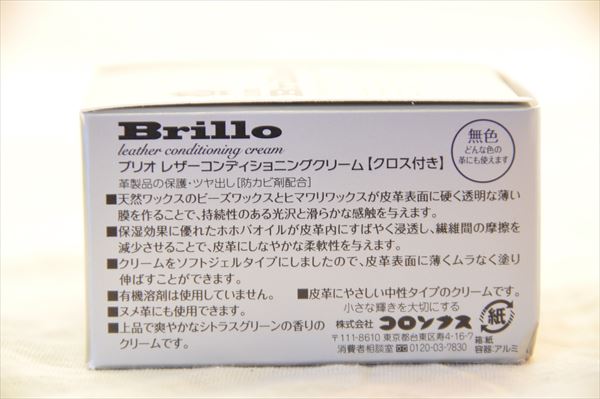 Brillo
leather conditioning cream
ブリオ レザーコンディショニングクリーム【クロス付き】
革製品の保護・ツヤ出し[防カビ剤配合]
無色
どんな色の
革にも使えます
■天然ワックスのビーズワックスとヒマワリワックスが皮革表面に硬く透明な薄い
膜を作ることで、持続性のある光沢と滑らかな感触を与えます。
■保湿効果に優れたホホバオイルが皮革内にすばやく浸透し、繊維間の摩擦を
減少させることで、皮革にしなやかな柔軟性を与えます。
■クリームをソフトジェルタイプにしましたので、皮革表面に薄くムラなく塗り
伸ばすことができます。
■有機溶剤は使用していません。 ■皮革にやさしい中性タイプのクリームです。
■ヌメ革にも使用できます。
■上品で爽やかなシトラスグリーンの香りの
クリームです。
小さな輝きを大切にする
株式会社 コロンブス
〒111-8610 東京都台東区寿4-16-7
消費者相談室 0120-03-7830
紙
箱:紙
容器:アルミ